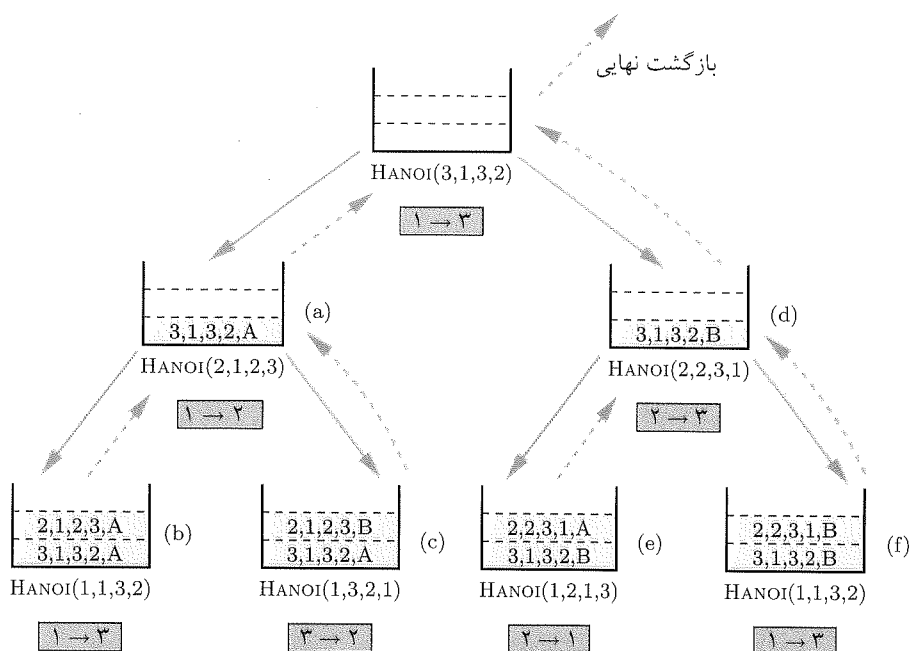 بازگشت نهایی
HANOI(3,1,3,2)
۱ → ۳
(a)
3,1,3,2,A
HANOI(2,1,2,3)
۱ → ۲
(d)
3,1,3,2,B
HANOI(2,2,3,1)
۲ → ۳
2,1,2,3,A
3,1,3,2,A
(b)
HANOI(1,1,3,2)
۱ → ۳
2,1,2,3,B
3,1,3,2,A
(c)
HANOI(1,3,2,1)
۳ → ۲
2,2,3,1,A
3,1,3,2,B
(e)
HANOI(1,2,1,3)
۲ → ۱
2,2,3,1,B
3,1,3,2,B
(f)
HANOI(1,1,3,2)
۱ → ۳